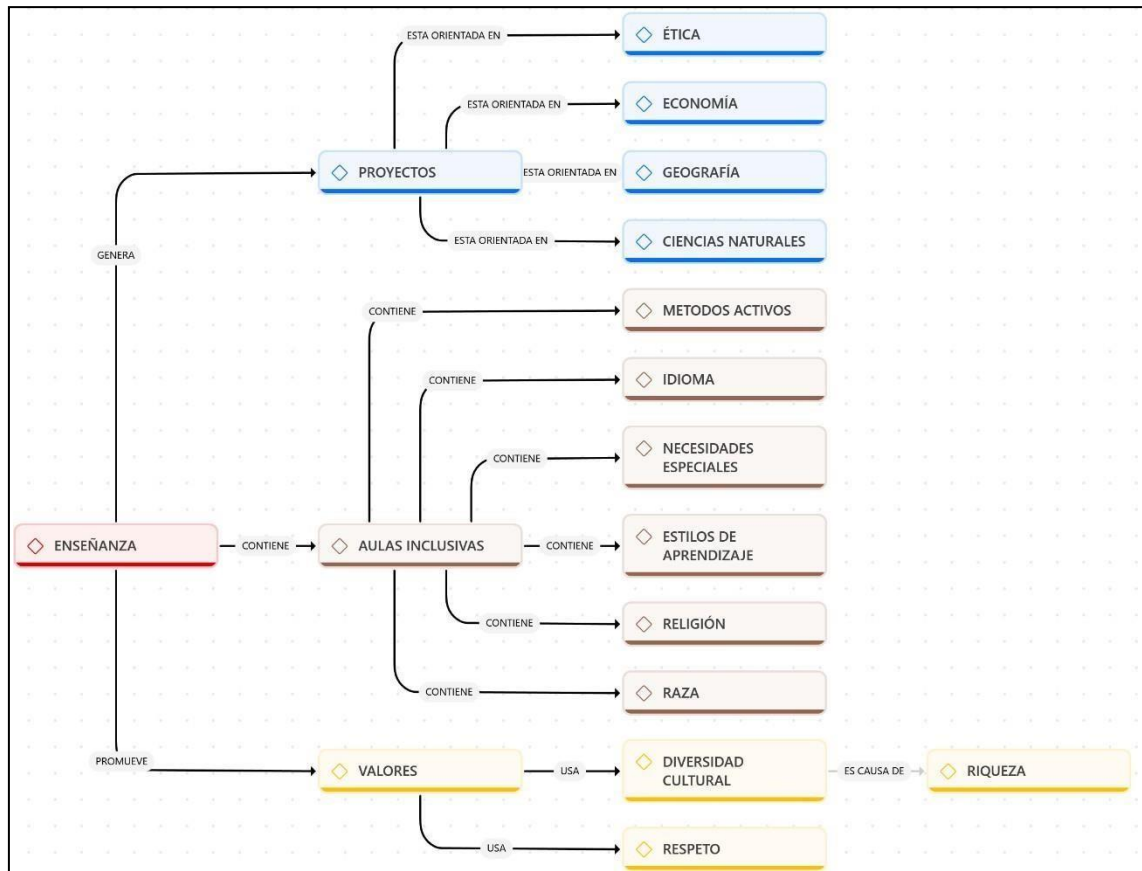 ESTA ORIENTADA EN
ÉTICA
ESTA ORIENTADA EN
ECONOMÍA
PROYECTOS
ESTA ORIENTADA EN
GEOGRAFÍA
ESTA ORIENTADA EN
CIENCIAS NATURALES
GENERA
CONTIENE
METODOS ACTIVOS
CONTIENE
IDIOMA
CONTIENE
NECESIDADES
ESPECIALES
ENSEÑANZA
CONTIENE
AULAS INCLUSIVAS
CONTIENE
ESTILOS DE
APRENDIZAJE
CONTIENE
RELIGIÓN
CONTIENE
RAZA
PROMUEVE
VALORES
USA
DIVERSIDAD
CULTURAL
ES CAUSA DE
RIQUEZA
USA
RESPETO